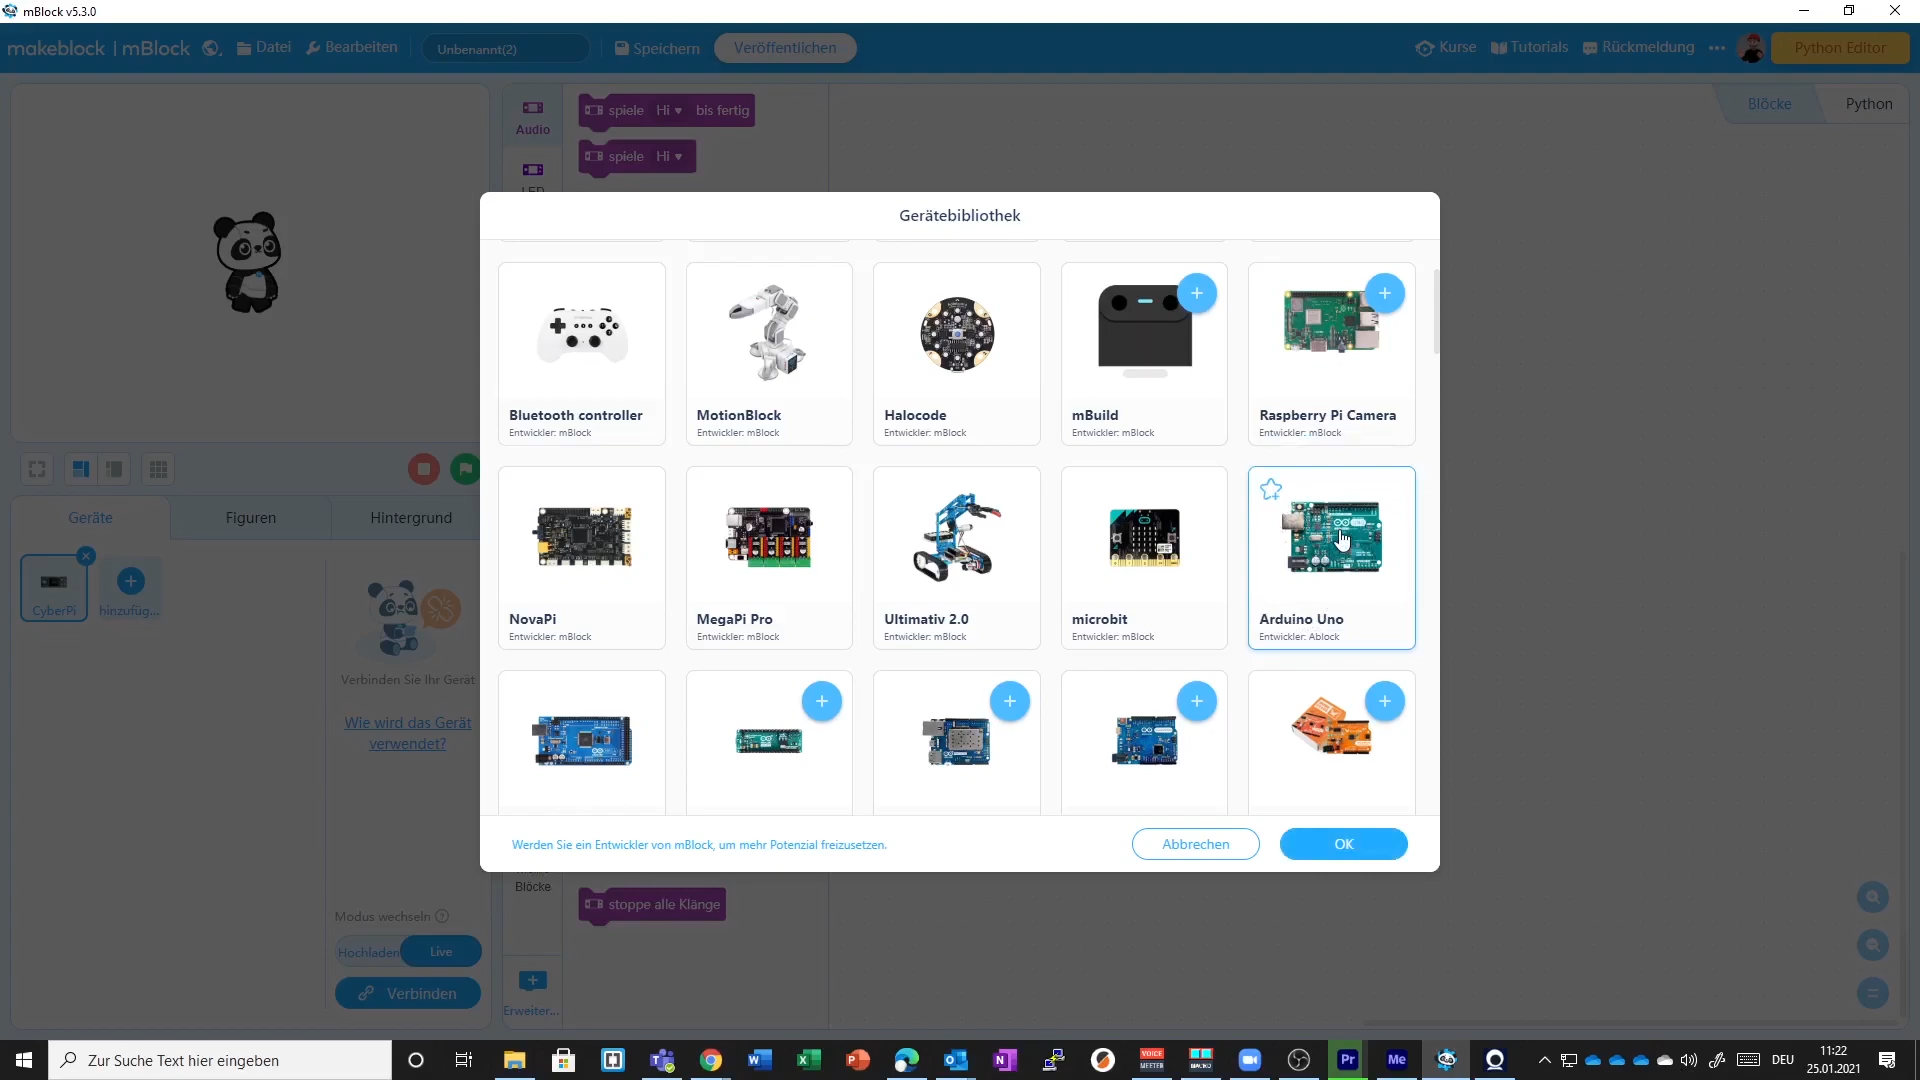 mBlock v5.3.0
makeblock | mBlock
Datei
Bearbeiten
Unbenannt(2)
Speichern
Veröffentlichen
Kurse
Tutorials
Rückmeldung
Python Editor
Audio
LED
spiele Hi ▾ bis fertig
spiele Hi ▾
Blöcke
Python
Gerätebibliothek
Bluetooth controller
Entwickler: mBlock
MotionBlock
Entwickler: mBlock
Halocode
Entwickler: mBlock
mBuild
Entwickler: mBlock
Raspberry Pi Camera
Entwickler: mBlock
NovaPi
Entwickler: mBlock
MegaPi Pro
Entwickler: mBlock
Ultimativ 2.0
Entwickler: mBlock
microbit
Entwickler: mBlock
Arduino Uno
Entwickler: Ablock
Werden Sie ein Entwickler von mBlock, um mehr Potenzial freizusetzen.
Abbrechen
OK
Geräte
Figuren
Hintergrund
CyberPi
hinzufüg...
Verbinden Sie Ihr Gerät
Wie wird das Gerät
verwendet?
Modus wechseln
Hochladen
Live
Verbinden
Blöcke
stoppe alle Klänge
Erweiter...
Zur Suche Text hier eingeben
VOICE
MEETER
Pr
Me
DEU
11:22
25.01.2021